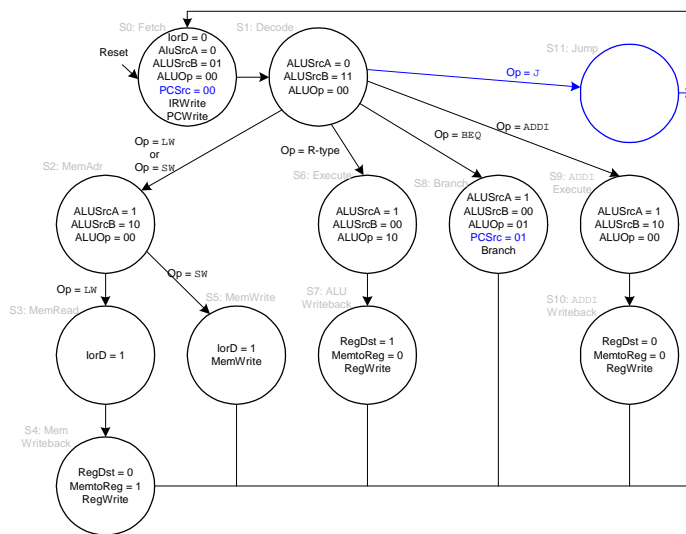 S0: Fetch
IorD = 0
AluSrcA = 0
ALUSrcB = 01
ALUOp = 00
PCSrc = 00
IRWrite
PCWrite
Reset
S1: Decode
ALUSrcA = 0
ALUSrcB = 11
ALUOp = 00
S11: Jump
Op = J
Op = LW
or
Op = SW
Op = R-type
Op = BEQ
Op = ADDI
S2: MemAdr
ALUSrcA = 1
ALUSrcB = 10
ALUOp = 00
S6: Execute
ALUSrcA = 1
ALUSrcB = 00
ALUOp = 10
S8: Branch
ALUSrcA = 1
ALUSrcB = 00
ALUOp = 01
PCSrc = 01
Branch
S9: ADDI
Execute
ALUSrcA = 1
ALUSrcB = 10
ALUOp = 00
Op = LW
Op = SW
S3: MemRead
IorD = 1
S5: MemWrite
IorD = 1
MemWrite
S7: ALU
Writeback
RegDst = 1
MemtoReg = 0
RegWrite
S10: ADDI
Writeback
RegDst = 0
MemtoReg = 0
RegWrite
S4: Mem
Writeback
RegDst = 0
MemtoReg = 1
RegWrite